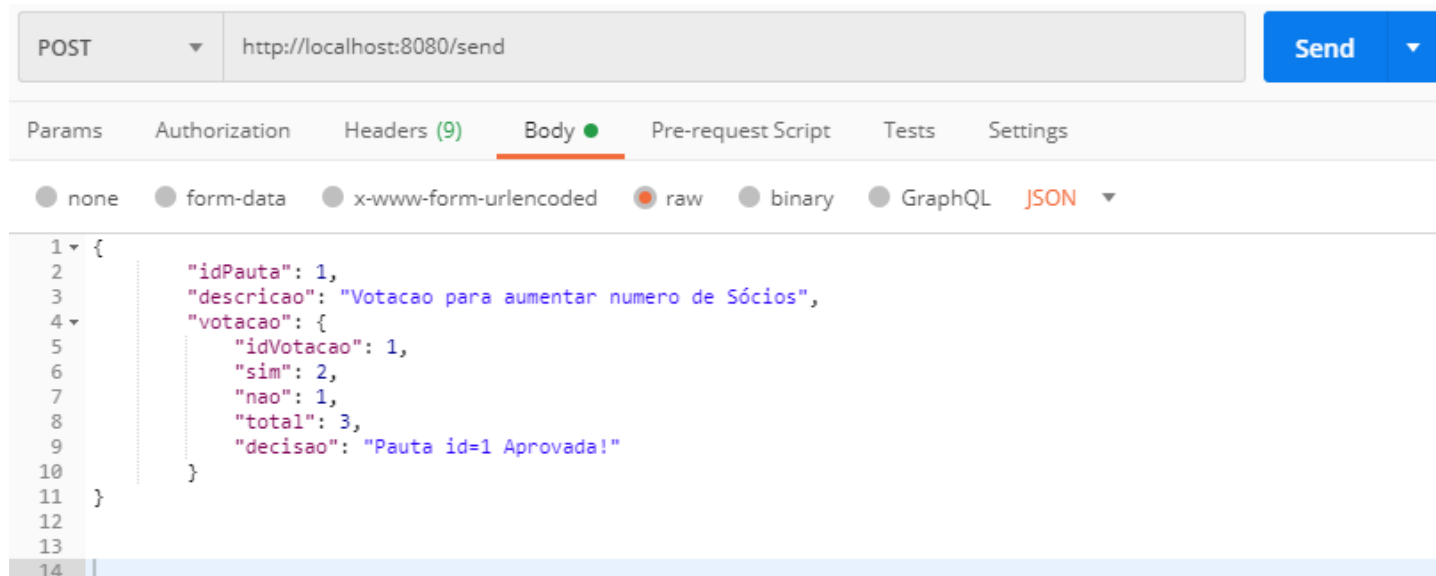 POST http://localhost:8080/send Send
Params Authorization Headers (9) Body Pre-request Script Tests Settings
none form-data x-www-form-urlencoded raw binary GraphQL JSON
1 {
2 "idPauta": 1,
3 "descricao": "Votacao para aumentar numero de Sócios",
4 "votacao": {
5 "idVotacao": 1,
6 "sim": 2,
7 "nao": 1,
8 "total": 3,
9 "decisao": "Pauta id=1 Aprovada!"
10 }
11 }
12
13
14